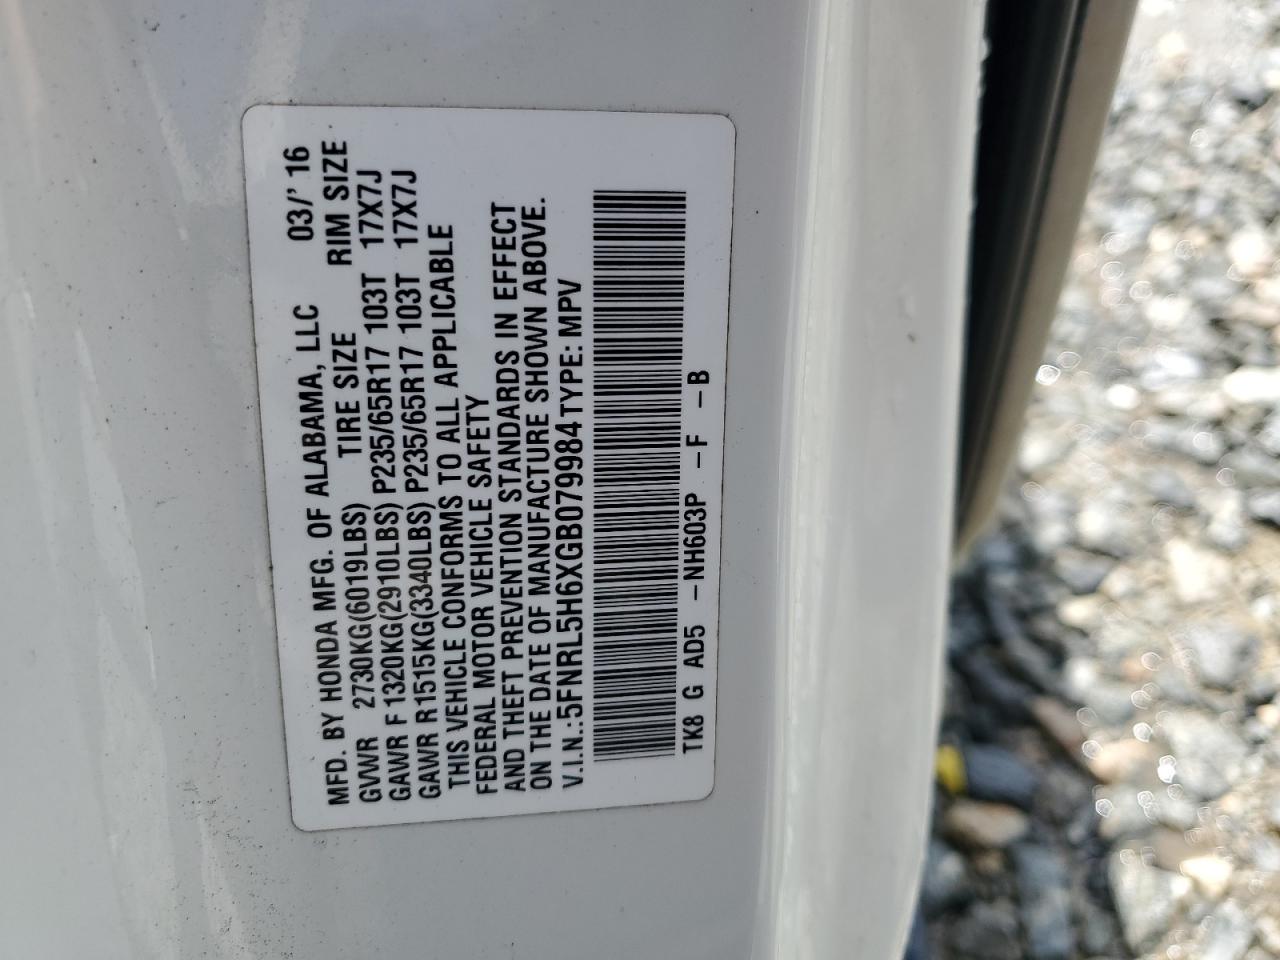 MFD. BY HONDA MFG. OF ALABAMA, LLC 03/'16
GVWR 2730KG(6019LBS) TIRE SIZE RIM SIZE
GAWR F 1320KG(2910LBS) P235/65R17 103T 17X7J
GAWR R 1515KG(3340LBS) P235/65R17 103T 17X7J
THIS VEHICLE CONFORMS TO ALL APPLICABLE
FEDERAL MOTOR VEHICLE SAFETY
AND THEFT PREVENTION STANDARDS IN EFFECT
ON THE DATE OF MANUFACTURE SHOWN ABOVE.
V.I.N.:5FNRL5H6XGB079984 TYPE: MPV
TK8 G AD5 -NH603P -F -B